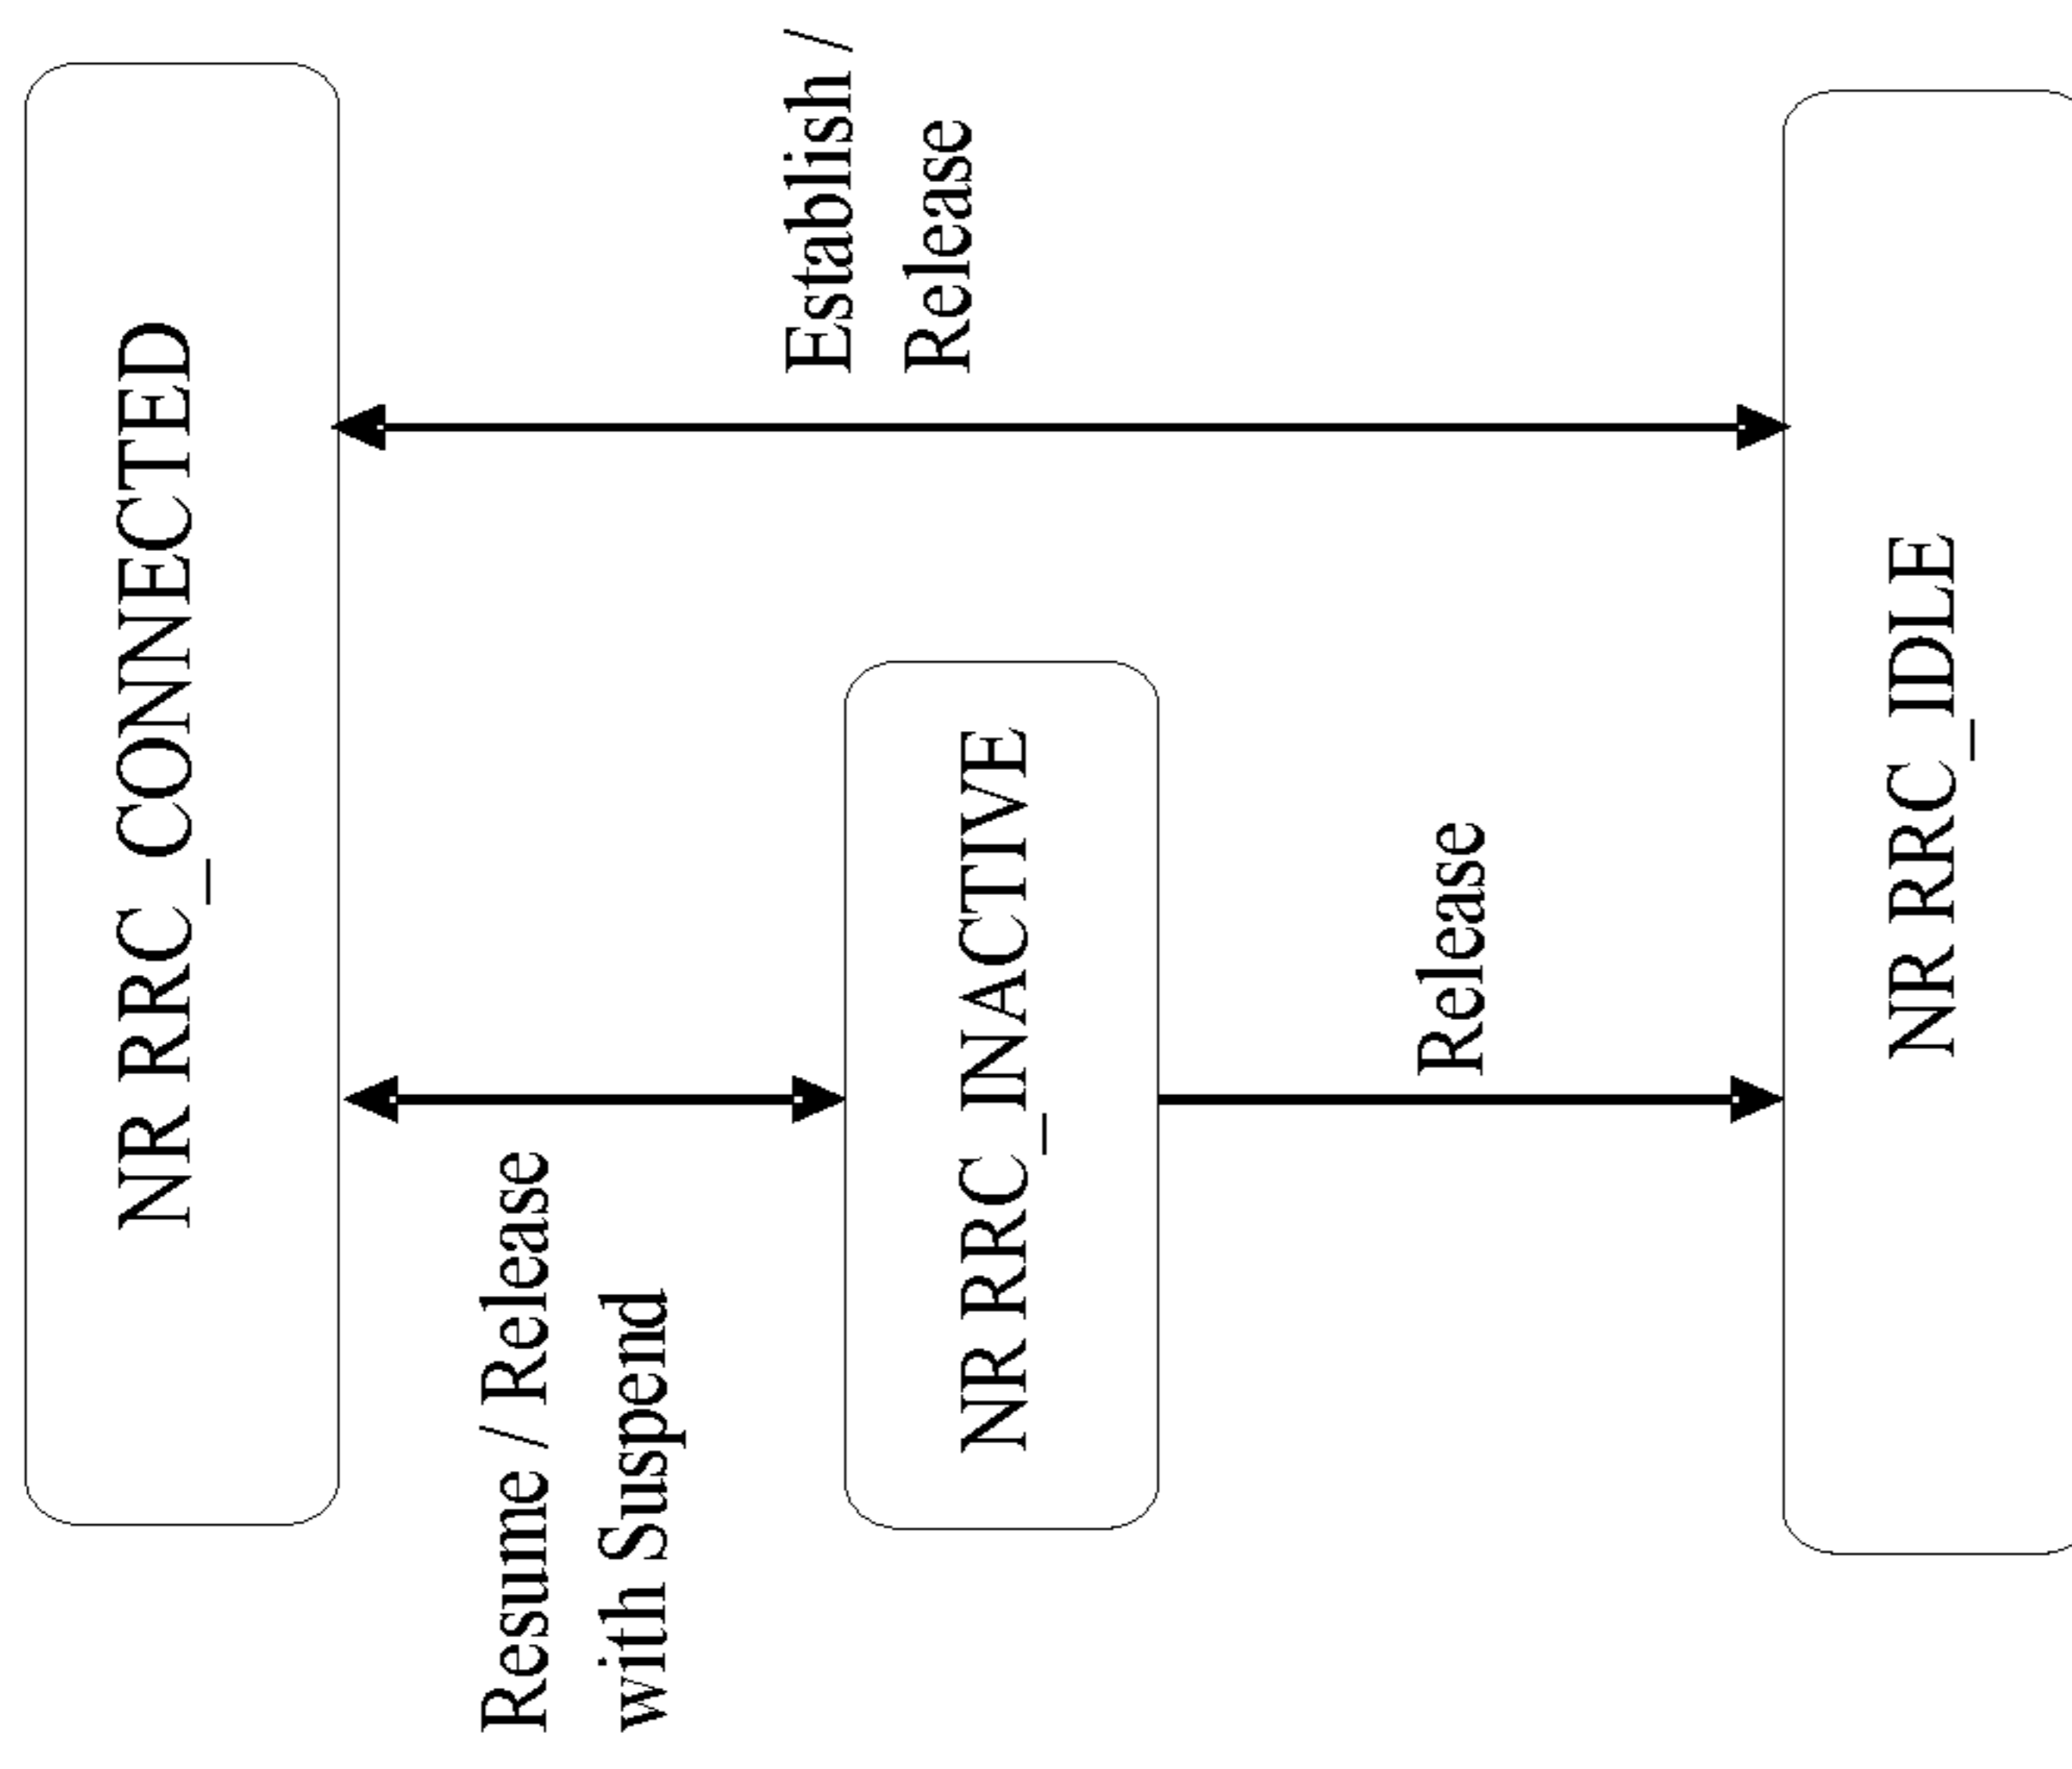 NR RRC_CONNECTED
Resume / Release
with Suspend
Establish /
Release
NR RRC_INACTIVE
Release
NR RRC_IDLE